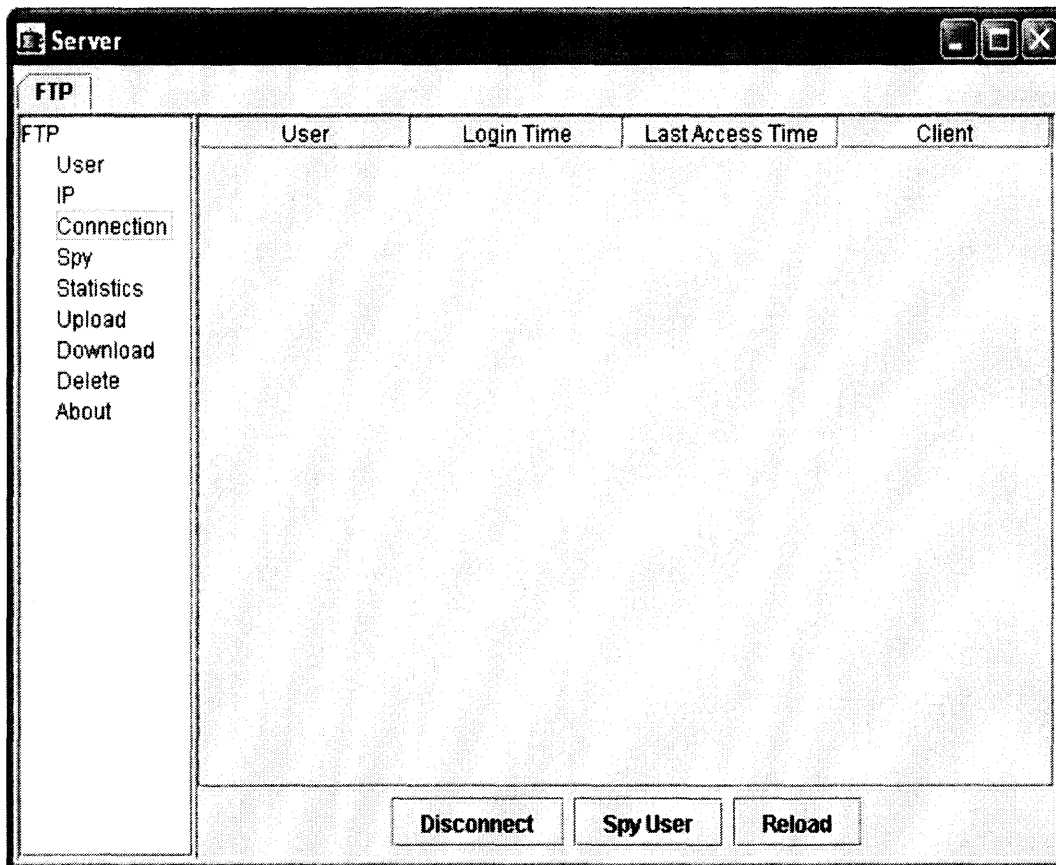 Server
FTP
FTP
User
IP
Connection
Spy
Statistics
Upload
Download
Delete
About
User Login Time Last Access Time Client
Disconnect Spy User Reload